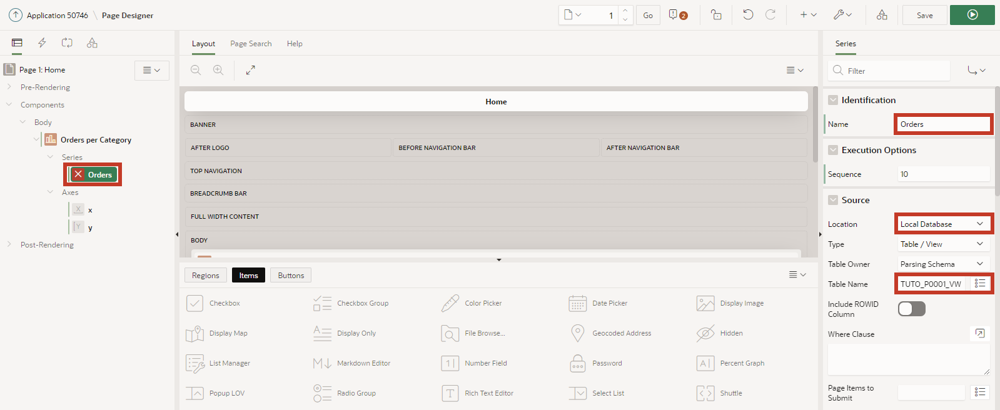 Application 50746 \ Page Designer
1
Go
2
Save
Page 1: Home
Pre-Rendering
Components
Body
Orders per Category
Series
Orders
Axes
X x
Y y
Post-Rendering
Layout Page Search Help
Home
BANNER
AFTER LOGO BEFORE NAVIGATION BAR AFTER NAVIGATION BAR
TOP NAVIGATION
BREADCRUMB BAR
FULL WIDTH CONTENT
BODY
Regions Items Buttons
Checkbox Checkbox Group Color Picker Date Picker Display Image
Display Map Display Only File Browse... Geocoded Address Hidden
List Manager Markdown Editor Number Field Password Percent Graph
Popup LOV Radio Group Rich Text Editor Select List Shuttle
Series
Filter
Identification
Name Orders
Execution Options
Sequence 10
Source
Location Local Database
Type Table / View
Table Owner Parsing Schema
Table Name TUTO_P0001_VW
Include ROWID
Column
Where Clause
Page Items to
Submit